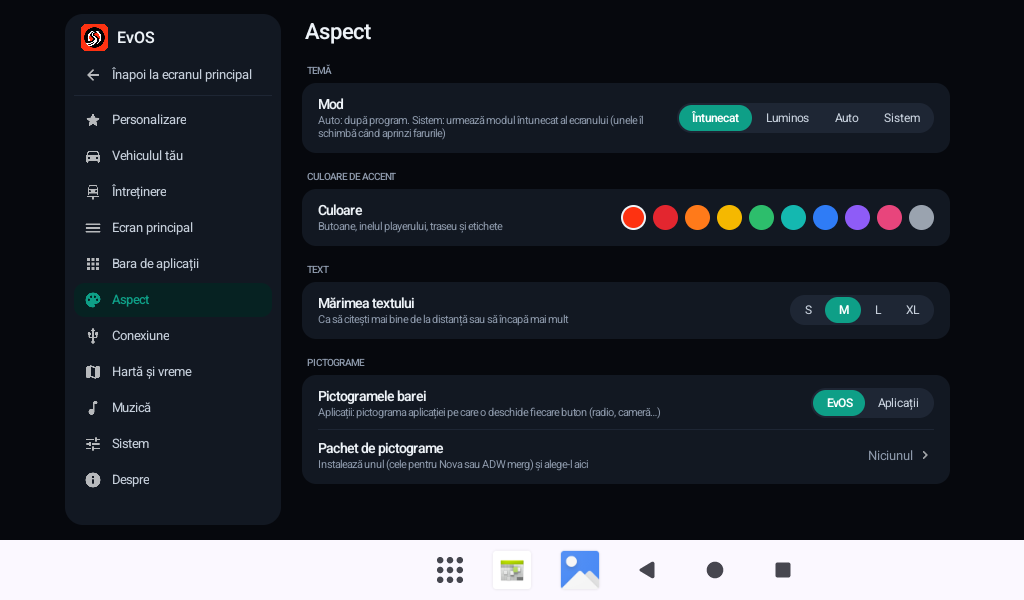 EvOS
Înapoi la ecranul principal
Personalizare
Vehiculul tău
Întreținere
Ecran principal
Bara de aplicații
Aspect
Conexiune
Hartă și vreme
Muzică
Sistem
Despre
Aspect
TEMĂ
Mod
Auto: după program. Sistem: urmează modul întunecat al ecranului (unele îl
schimbă când aprinzi farurile)
Întunecat Luminos Auto Sistem
CULOARE DE ACCENT
Culoare
Butoane, inelul playerului, traseu și etichete
TEXT
Mărimea textului
Ca să citești mai bine de la distanță sau să încapă mai mult
S M L XL
PICTOGRAME
Pictogramele barei
Aplicații: pictograma aplicației pe care o deschide fiecare buton (radio, cameră…)
EvOS Aplicații
Pachet de pictograme
Instalează unul (cele pentru Nova sau ADW merg) și alege-l aici
Niciunul